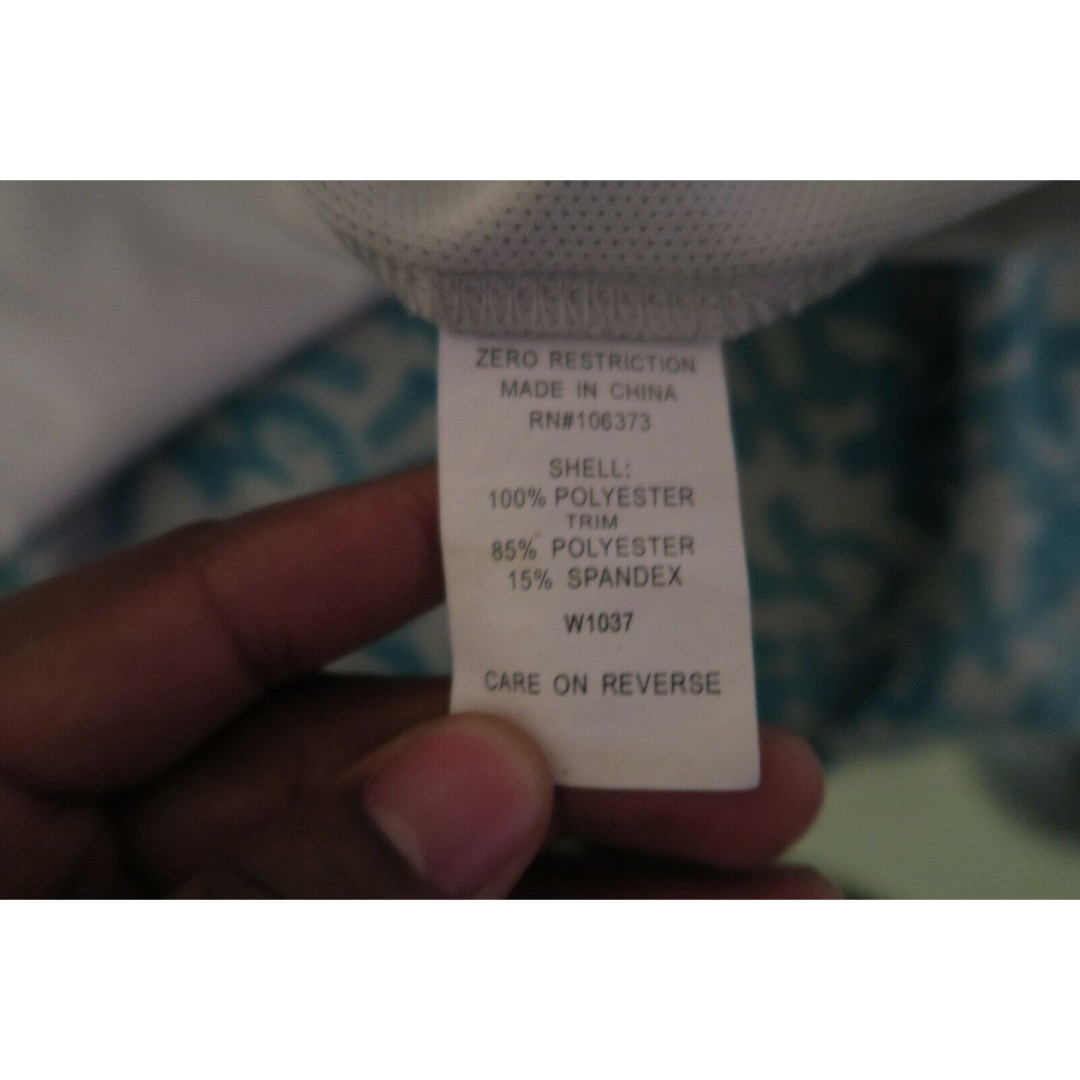 ZERO RESTRICTION
MADE IN CHINA
RN#106373
SHELL:
100% POLYESTER
TRIM
85% POLYESTER
15% SPANDEX
W1037
CARE ON REVERSE